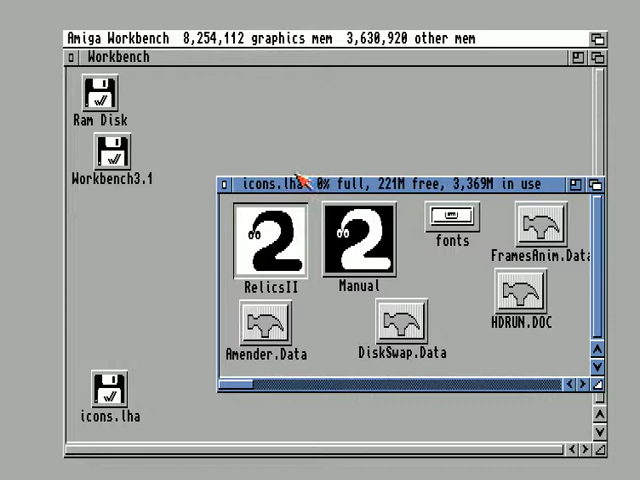 Amiga Workbench 8,254,112 graphics mem 3,630,920 other mem
Workbench
Ram Disk
Workbench3.1
icons.lha 0% full, 221M free, 3,369M in use
RelicsII
Manual
fonts
FramesAnim.Data
HDRUN.DOC
Amender.Data
DiskSwap.Data
icons.lha